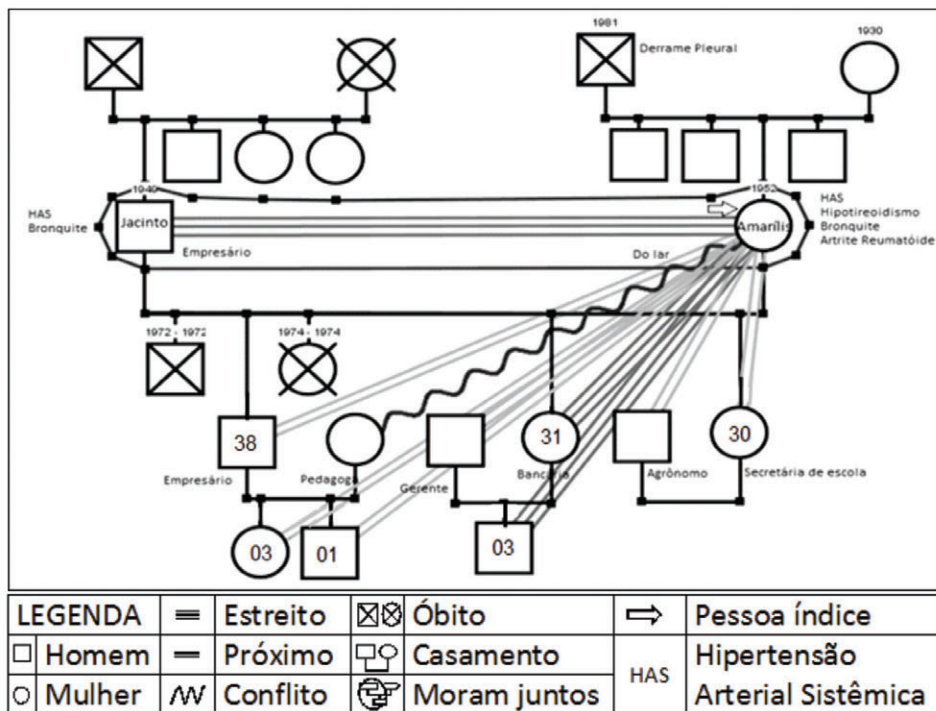 1981
Derrame Pleural
1930
1949
1952
HAS
Bronquite
Jacinto
Empresário
Amarílis
Do lar
HAS
Hipotireoidismo
Bronquite
Artrite Reumatóide
1972 - 1972
1974 - 1974
38
31
30
Empresário
Pedagoga
Gerente
Bancária
Agrônomo
Secretária de escola
03
01
03
LEGENDA
Estreito
Óbito
Pessoa índice
Homem
Próximo
Casamento
HAS
Hipertensão
Arterial Sistêmica
Mulher
Conflito
Moram juntos